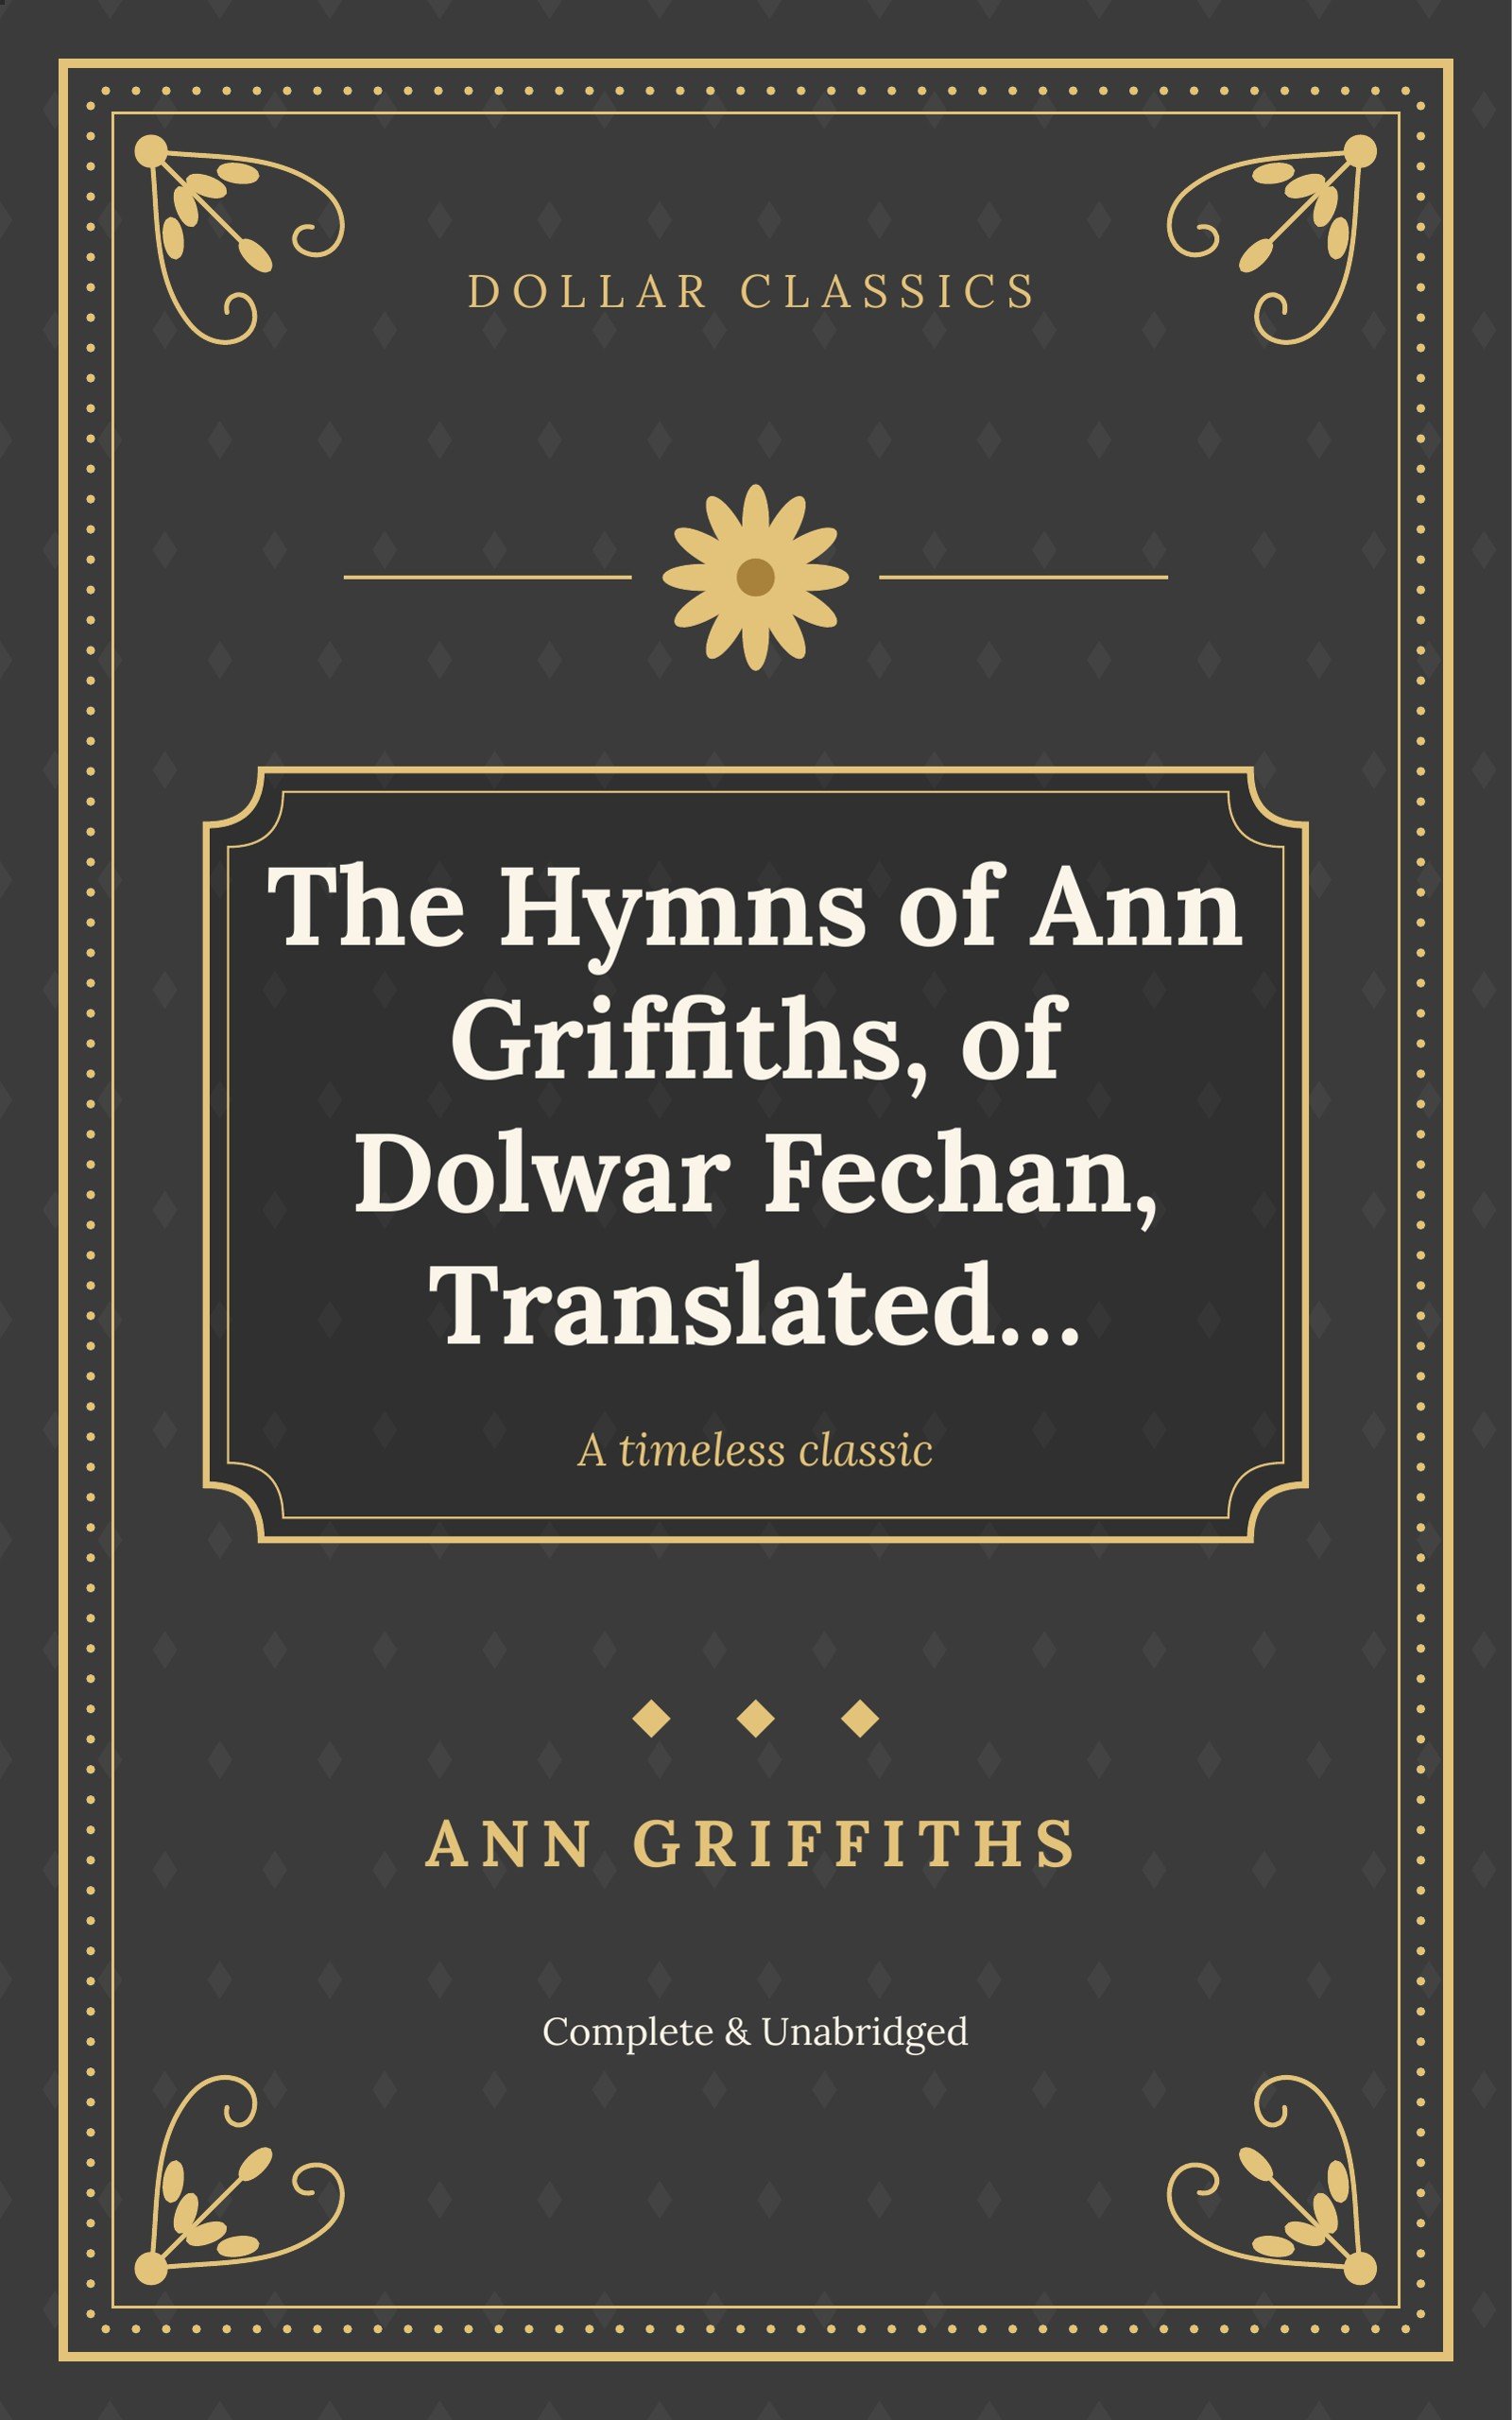 DOLLAR CLASSICS
The Hymns of Ann
Griffiths, of
Dolwar Fechan,
Translated...
A timeless classic
ANN GRIFFITHS
Complete & Unabridged